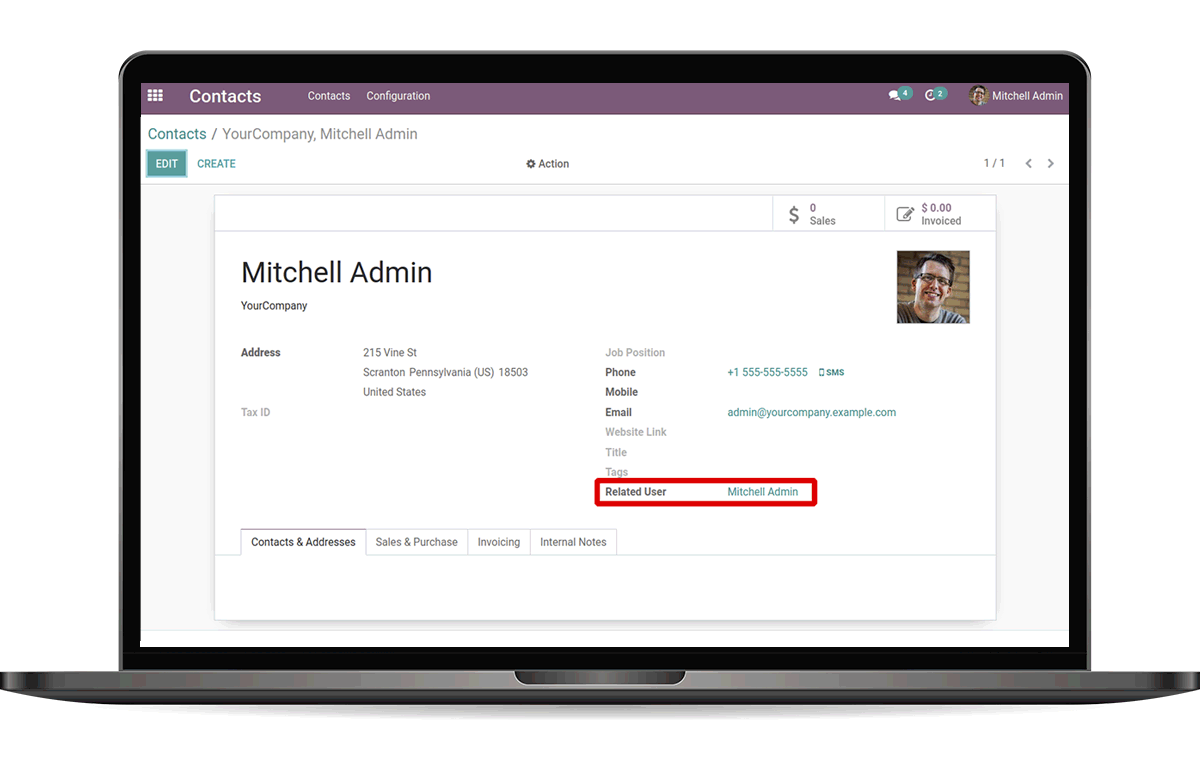 Contacts Contacts Configuration 4 2 Mitchell Admin
Contacts / YourCompany, Mitchell Admin
EDIT CREATE Action 1 / 1
$ 0 $ 0.00
Sales Invoiced
Mitchell Admin
YourCompany
Address 215 Vine St Job Position
Scranton Pennsylvania (US) 18503 Phone +1 555-555-5555 SMS
United States Mobile
Tax ID Email admin@yourcompany.example.com
Website Link
Title
Tags
Related User Mitchell Admin
Contacts & Addresses Sales & Purchase Invoicing Internal Notes